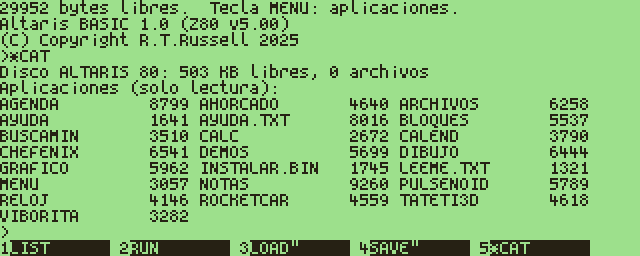 29952 bytes libres.  Tecla MENU: aplicaciones.
Altaris BASIC 1.0 (Z80 v5.00)
(C) Copyright R.T.Russell 2025
>*CAT
Disco ALTARIS 80: 503 KB libres, 0 archivos
Aplicaciones (solo lectura):
AGENDA 8799 AHORCADO 4640 ARCHIVOS 6258
AYUDA 1641 AYUDA.TXT 8016 BLOQUES 5537
BUSCAMIN 3510 CALC 2672 CALEND 3790
CHEFENIX 6541 DEMOS 5699 DIBUJO 6444
GRAFICO 5962 INSTALAR.BIN 1745 LEEME.TXT 1321
MENU 3057 NOTAS 9260 PULSENOID 5789
RELOJ 4146 ROCKETCAR 4559 TATETI3D 4618
VIBORITA 3282
>
1LIST 2RUN 3LOAD" 4SAVE" 5*CAT